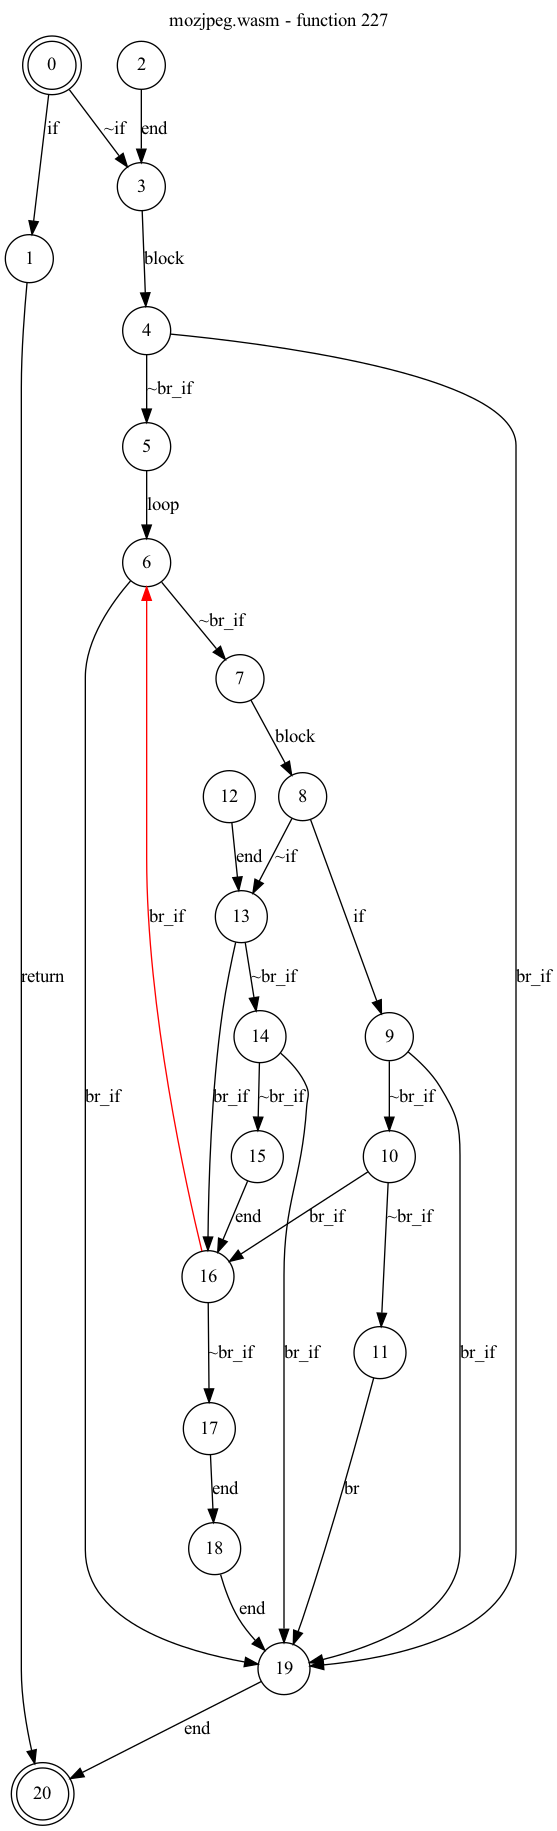 mozjpeg.wasm - function 227
0
2
if
~if
end
3
1
block
4
~br_if
5
loop
6
~br_if
7
block
12
8
end
~if
13
br_if
if
return
~br_if
br_if
14
9
br_if
br_if
~br_if
~br_if
15
10
end
br_if
~br_if
16
~br_if
br_if
11
br_if
17
end
br
18
end
19
end
20